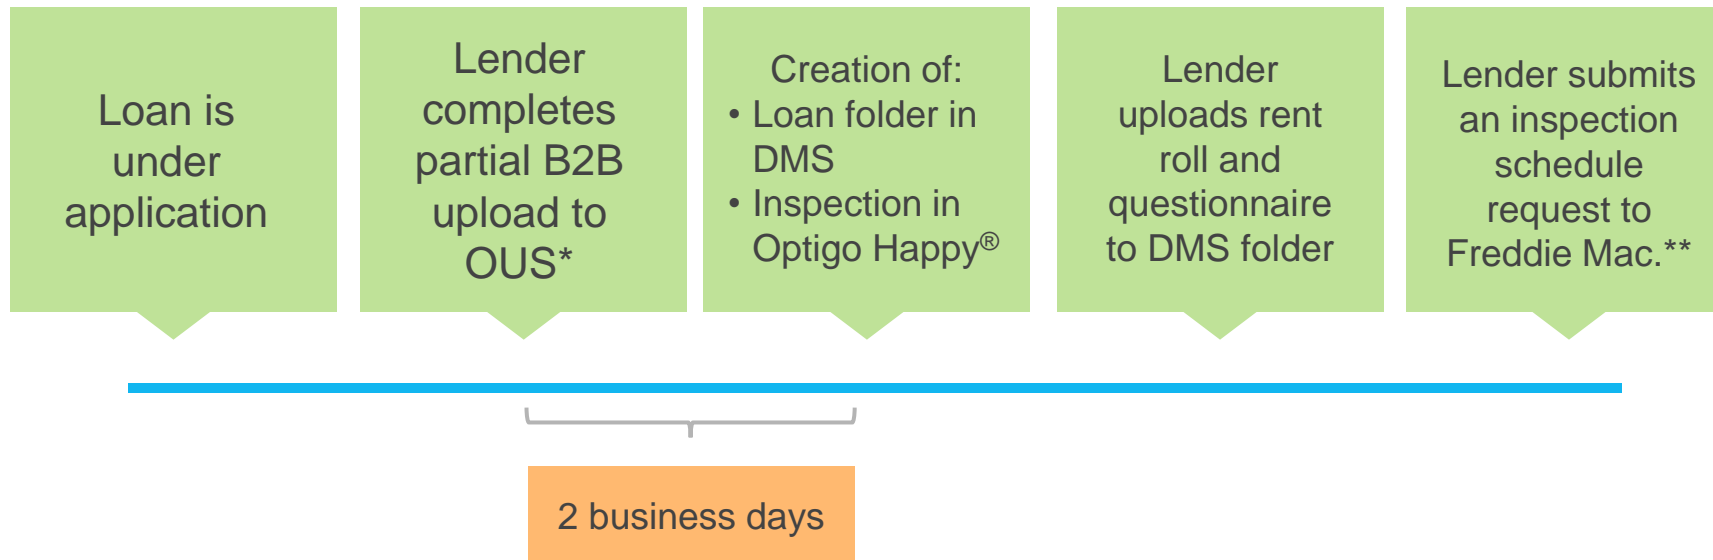 Loan is
under
application
Lender
completes
partial B2B
upload to
OUS*
Creation of:
• Loan folder in
DMS
• Inspection in
Optigo Happy®
Lender
uploads rent
roll and
questionnaire
to DMS folder
Lender submits
an inspection
schedule
request to
Freddie Mac.**
2 business days